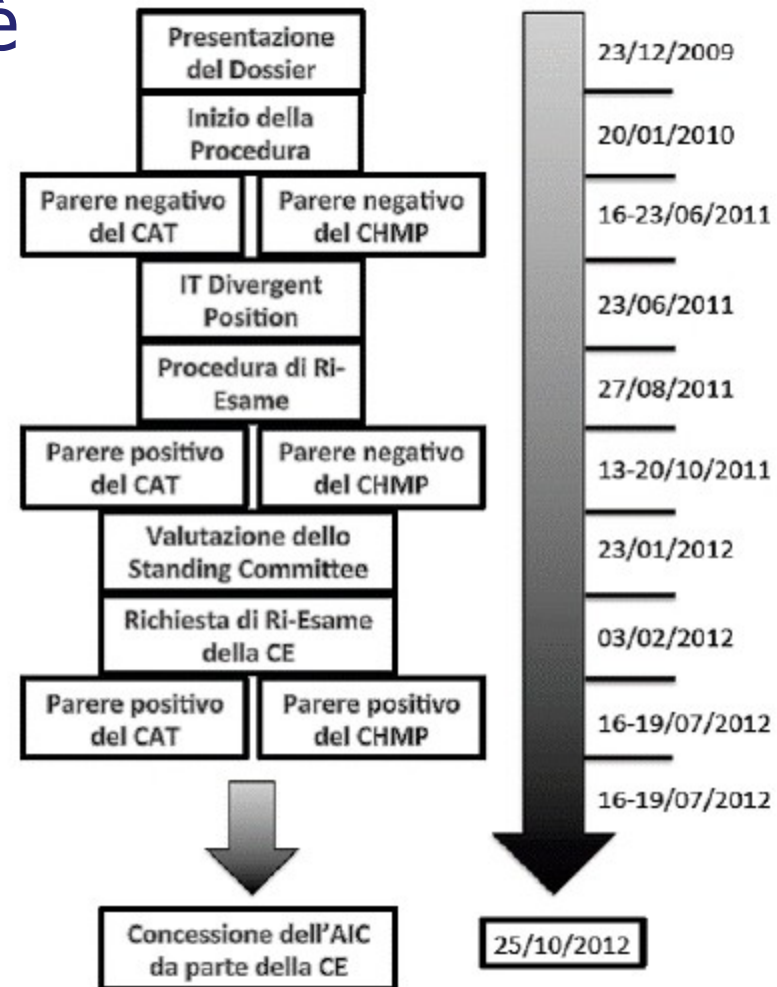 è
Presentazione
del Dossier
23/12/2009
Inizio della
Procedura
20/01/2010
Parere negativo
del CAT
Parere negativo
del CHMP
16-23/06/2011
IT Divergent
Position
23/06/2011
Procedura di Ri-
Esame
27/08/2011
Parere positivo
del CAT
Parere negativo
del CHMP
13-20/10/2011
Valutazione dello
Standing Committee
23/01/2012
Richiesta di Ri-Esame
della CE
03/02/2012
Parere positivo
del CAT
Parere positivo
del CHMP
16-19/07/2012
16-19/07/2012
Concessione dell'AIC
da parte della CE
25/10/2012